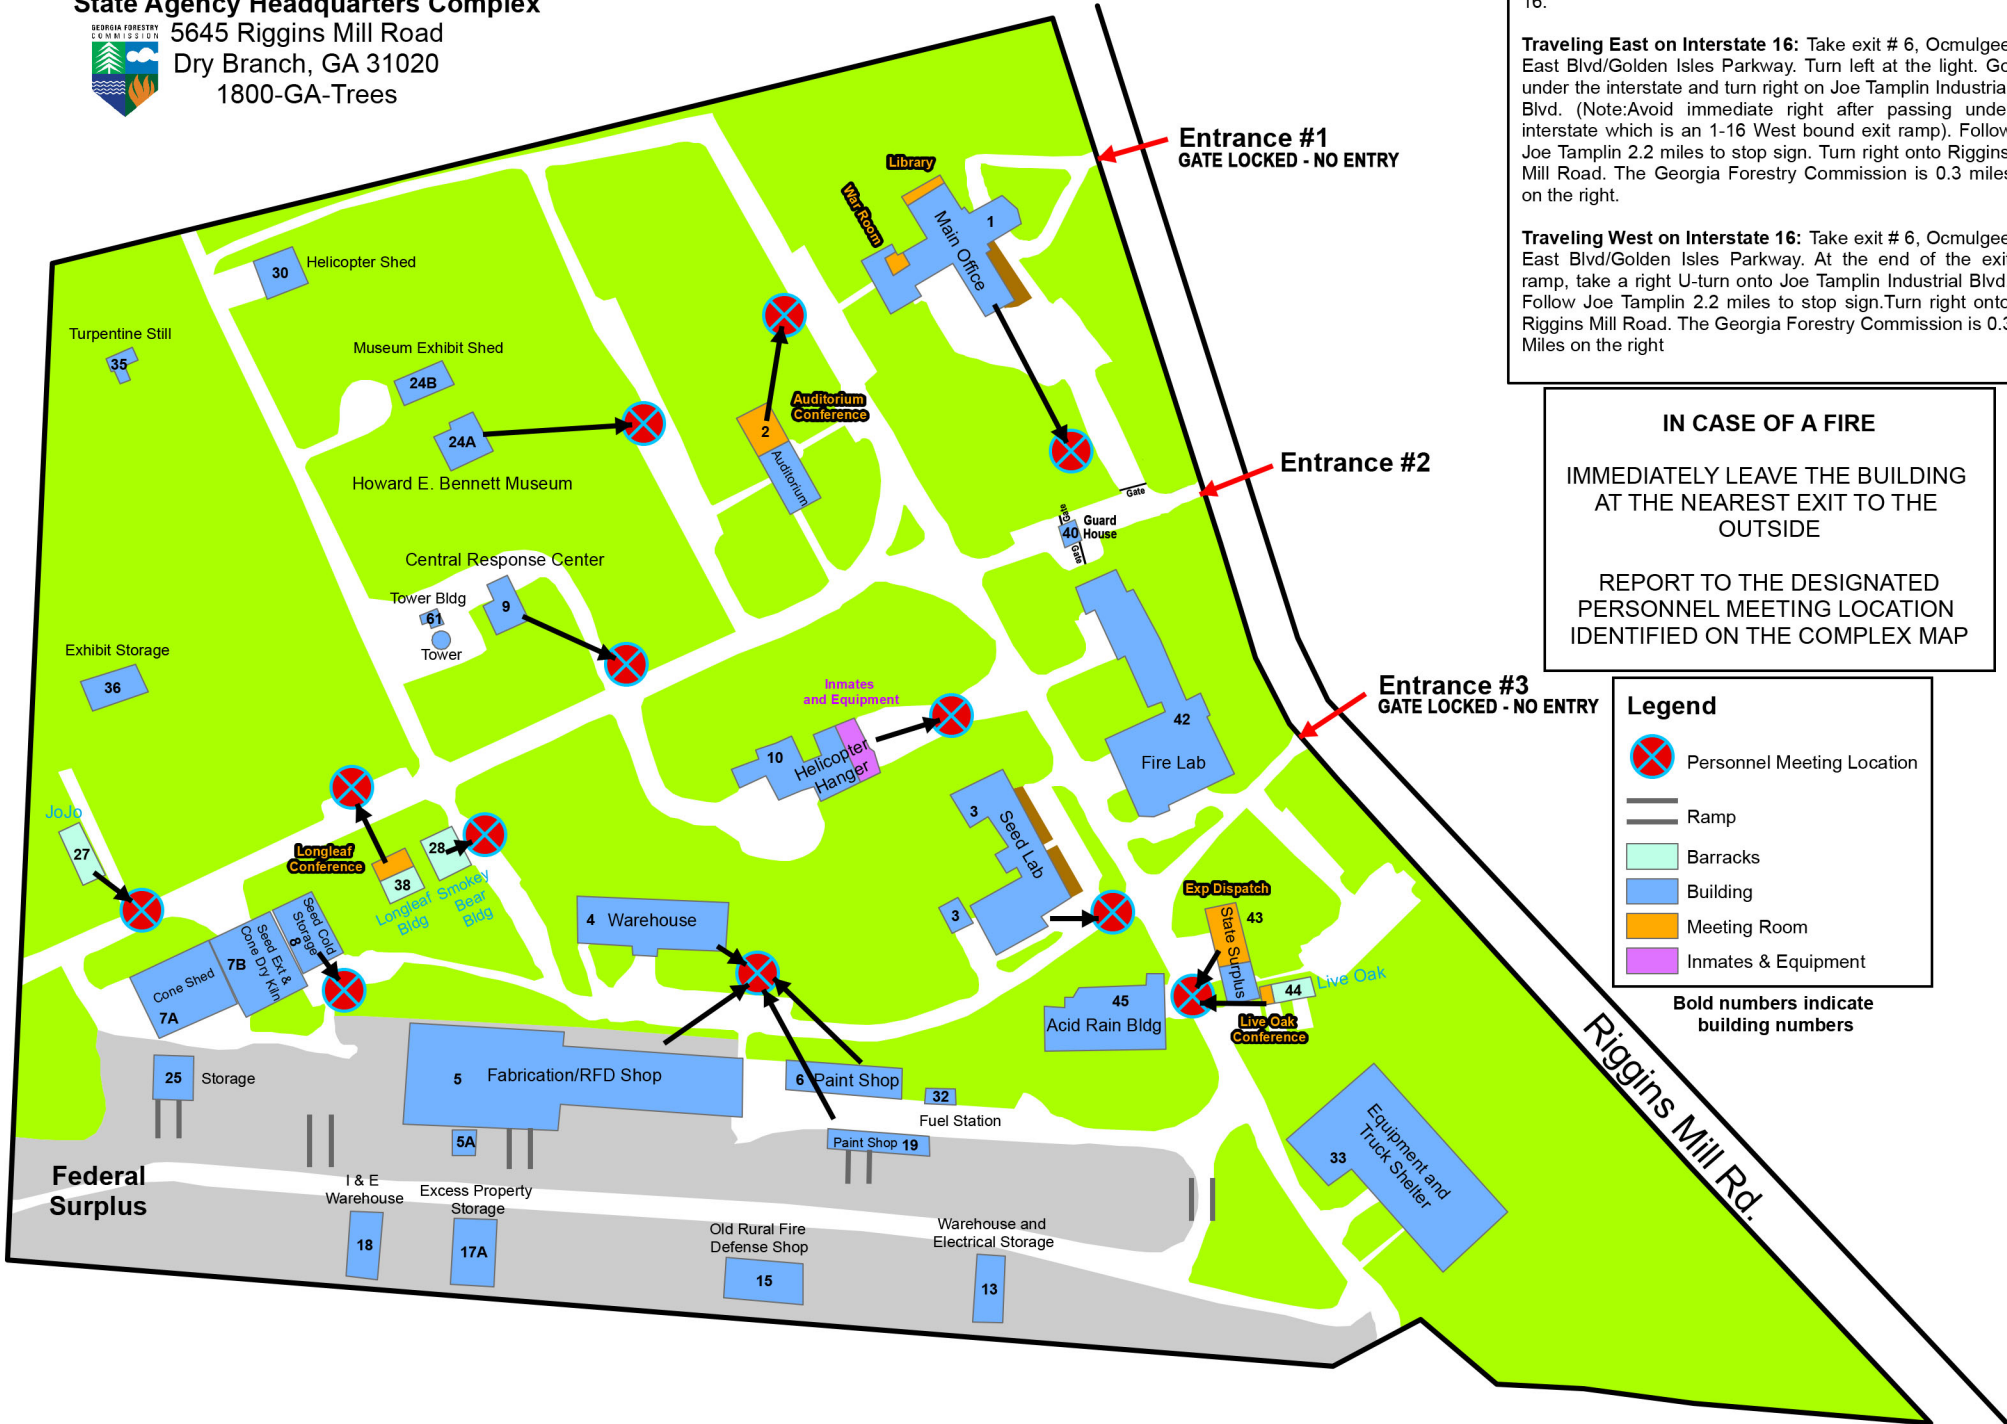 State Agency Headquarters Complex
GEORGIA FORESTRY
COMMISSION
5645 Riggins Mill Road
Dry Branch, GA 31020
1800-GA-Trees
16.
Traveling East on Interstate 16: Take exit # 6, Ocmulgee
East Blvd/Golden Isles Parkway. Turn left at the light. Go
under the interstate and turn right on Joe Tamplin Industrial
Blvd. (Note:Avoid immediate right after passing under
interstate which is an 1-16 West bound exit ramp). Follow
Joe Tamplin 2.2 miles to stop sign. Turn right onto Riggins
Mill Road. The Georgia Forestry Commission is 0.3 miles
on the right.
Traveling West on Interstate 16: Take exit # 6, Ocmulgee
East Blvd/Golden Isles Parkway. At the end of the exit
ramp, take a right U-turn onto Joe Tamplin Industrial Blvd.
Follow Joe Tamplin 2.2 miles to stop sign.Turn right onto
Riggins Mill Road. The Georgia Forestry Commission is 0.3
Miles on the right
IN CASE OF A FIRE
IMMEDIATELY LEAVE THE BUILDING
AT THE NEAREST EXIT TO THE
OUTSIDE
REPORT TO THE DESIGNATED
PERSONNEL MEETING LOCATION
IDENTIFIED ON THE COMPLEX MAP
Legend
Personnel Meeting Location
Ramp
Barracks
Building
Meeting Room
Inmates & Equipment
Bold numbers indicate
building numbers
Entrance #1
GATE LOCKED - NO ENTRY
Entrance #2
Entrance #3
GATE LOCKED - NO ENTRY
Riggins Mill Rd.
Library
War Room
Main Office
1
30
Helicopter Shed
Turpentine Still
35
Museum Exhibit Shed
24B
24A
Howard E. Bennett Museum
Auditorium
Conference
2
Auditorium
Gate
Gate
40
Guard
House
Gate
Central Response Center
Tower Bldg
61
9
Tower
Exhibit Storage
36
Inmates
and Equipment
10
Helicopter
Hanger
42
Fire Lab
3
Seed Lab
3
JoJo
27
Longleaf
Conference
38
Longleaf
Bldg
28
Smokey
Bear
Bldg
4
Warehouse
Exp Dispatch
43
State Surplus
44
Live Oak
Live Oak
Conference
45
Acid Rain Bldg
Cone Shed
7A
7B
Seed Ext &
Cone Dry Kiln
Seed Cold
Storage
8
25
Storage
5
Fabrication/RFD Shop
5A
6
Paint Shop
32
Fuel Station
Paint Shop 19
33
Equipment and
Truck Shelter
Federal
Surplus
I & E
Warehouse
18
Excess Property
Storage
17A
Old Rural Fire
Defense Shop
15
Warehouse and
Electrical Storage
13